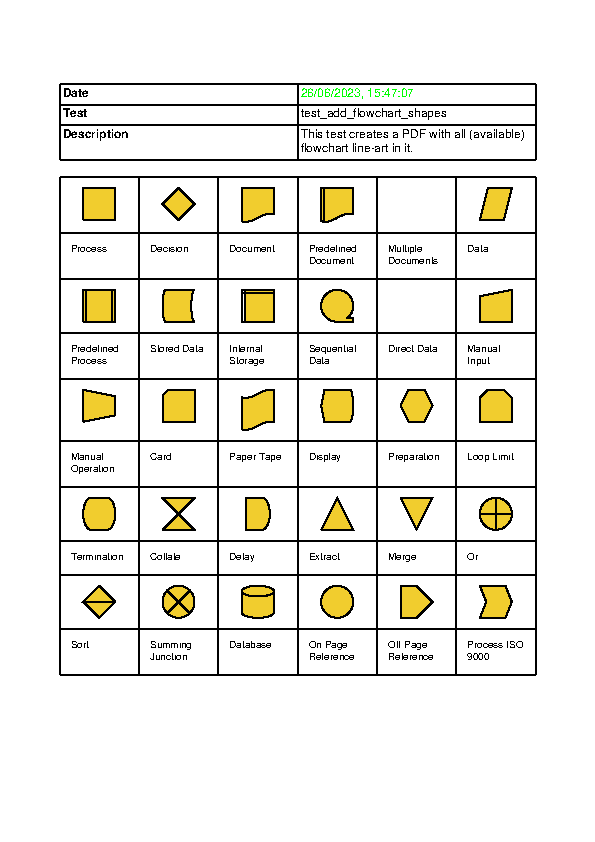 Date 26/06/2023, 15:47:07
Test test_add_flowchart_shapes
Description This test creates a PDF with all (available)
flowchart line-art in it.
Process Decision Document Predefined Multiple Data
Document Documents
Predefined Stored Data Internal Sequential Direct Data Manual
Process Storage Data Input
Manual Card Paper Tape Display Preparation Loop Limit
Operation
Termination Collate Delay Extract Merge Or
Sort Summing Database On Page Off Page Process ISO
Junction Reference Reference 9000